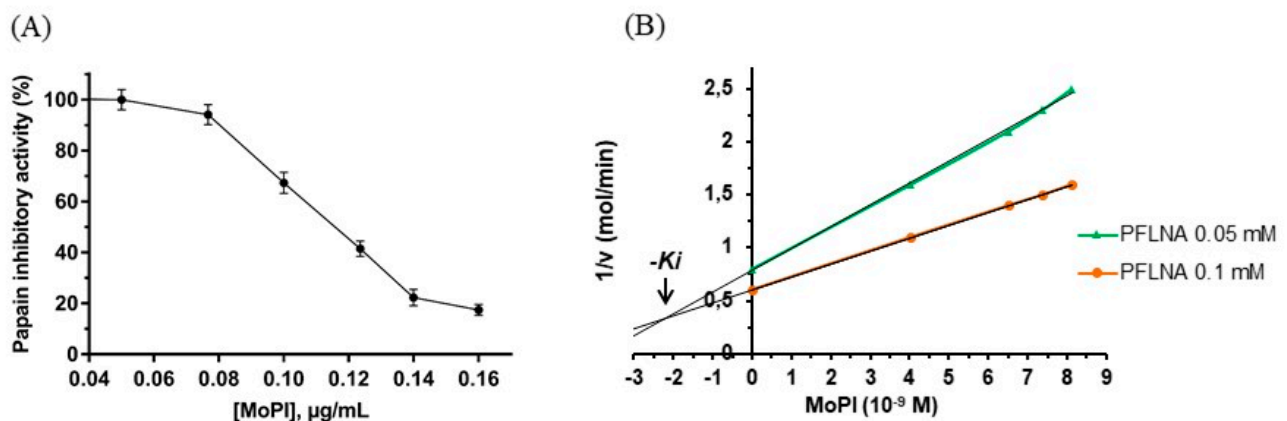 (A)
Papain inhibitory activity (%)
100
80
60
40
20
0
0.04 0.06 0.08 0.10 0.12 0.14 0.16
[MoPI], µg/mL
(B)
1/v (mol/min)
2,5
2
1,5
1
0,5
0
-Ki
-3 -2 -1 0 1 2 3 4 5 6 7 8 9
MoPI (10⁻⁹ M)
PFLNA 0.05 mM
PFLNA 0.1 mM